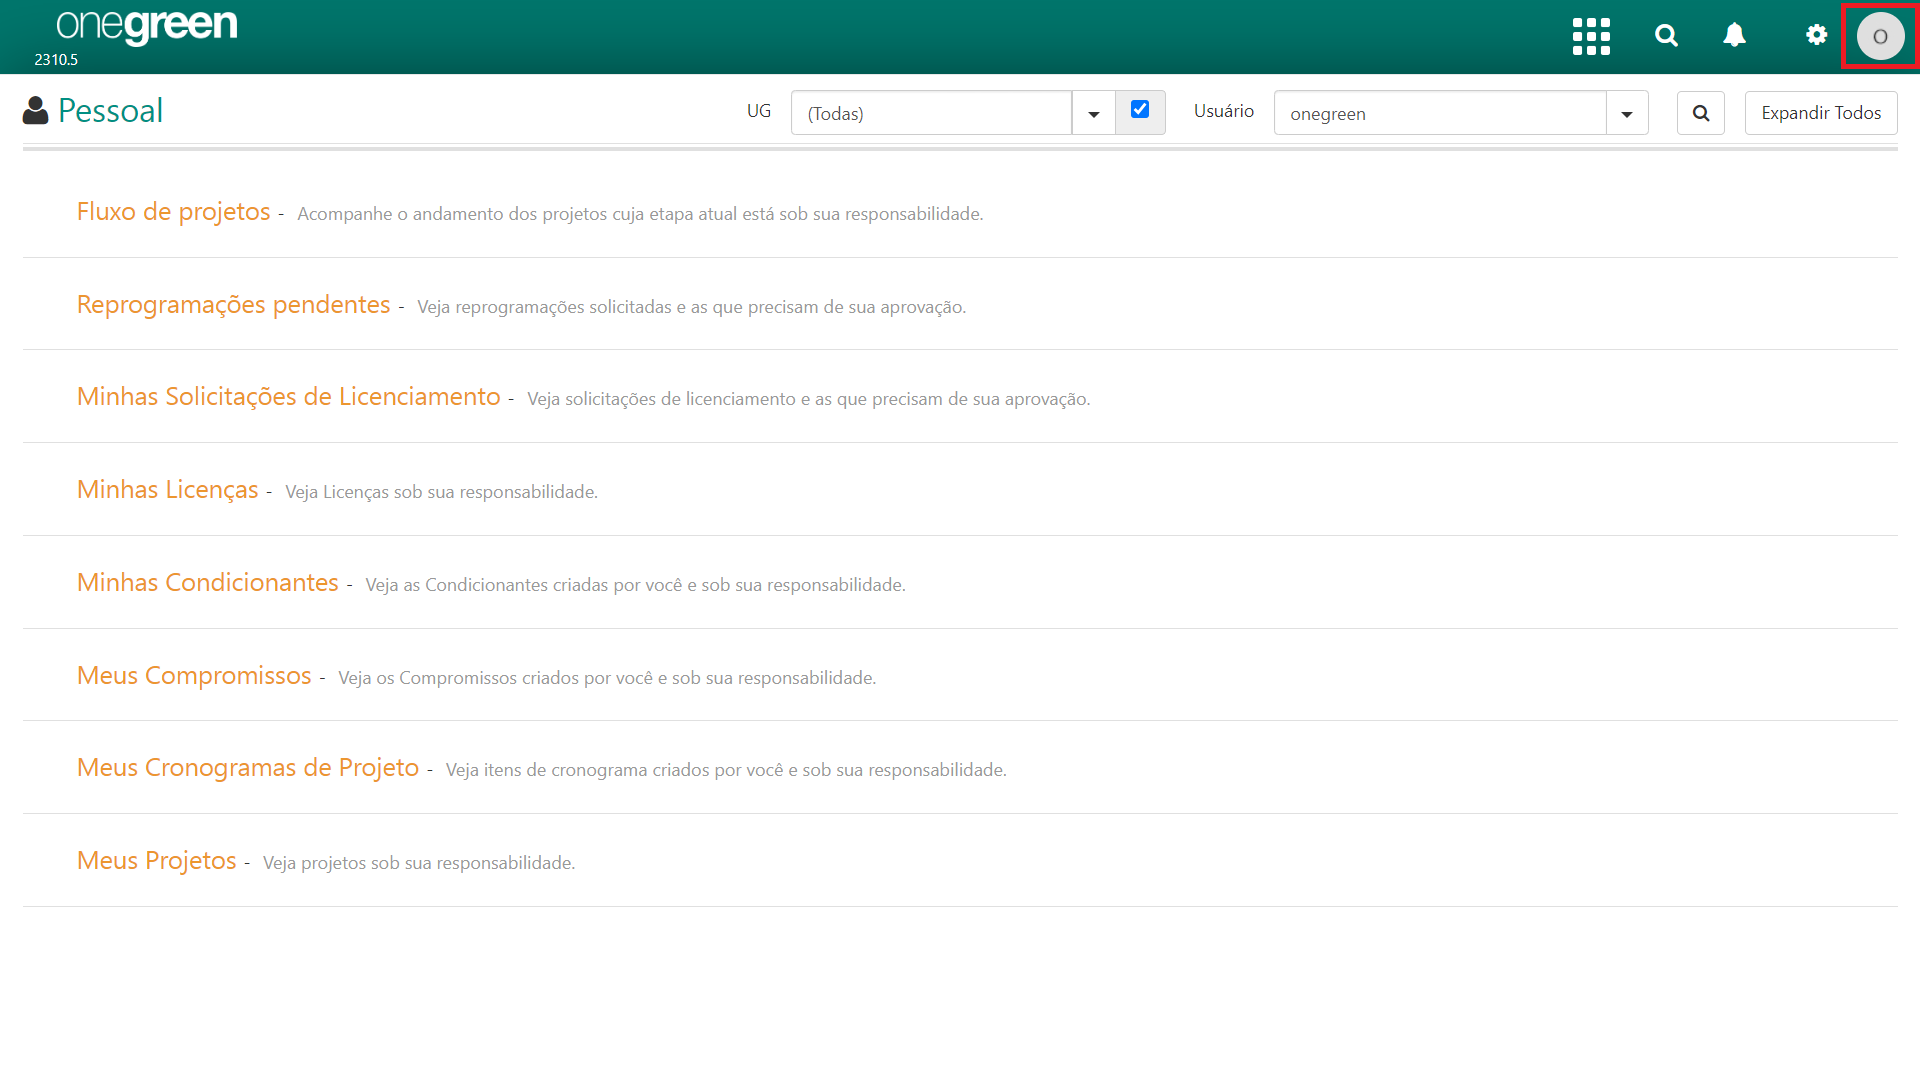 onegreen
2310.5
O
Pessoal
UG
(Todas)
Usuário
onegreen
Expandir Todos
Fluxo de projetos - Acompanhe o andamento dos projetos cuja etapa atual está sob sua responsabilidade.
Reprogramações pendentes - Veja reprogramações solicitadas e as que precisam de sua aprovação.
Minhas Solicitações de Licenciamento - Veja solicitações de licenciamento e as que precisam de sua aprovação.
Minhas Licenças - Veja Licenças sob sua responsabilidade.
Minhas Condicionantes - Veja as Condicionantes criadas por você e sob sua responsabilidade.
Meus Compromissos - Veja os Compromissos criados por você e sob sua responsabilidade.
Meus Cronogramas de Projeto - Veja itens de cronograma criados por você e sob sua responsabilidade.
Meus Projetos - Veja projetos sob sua responsabilidade.